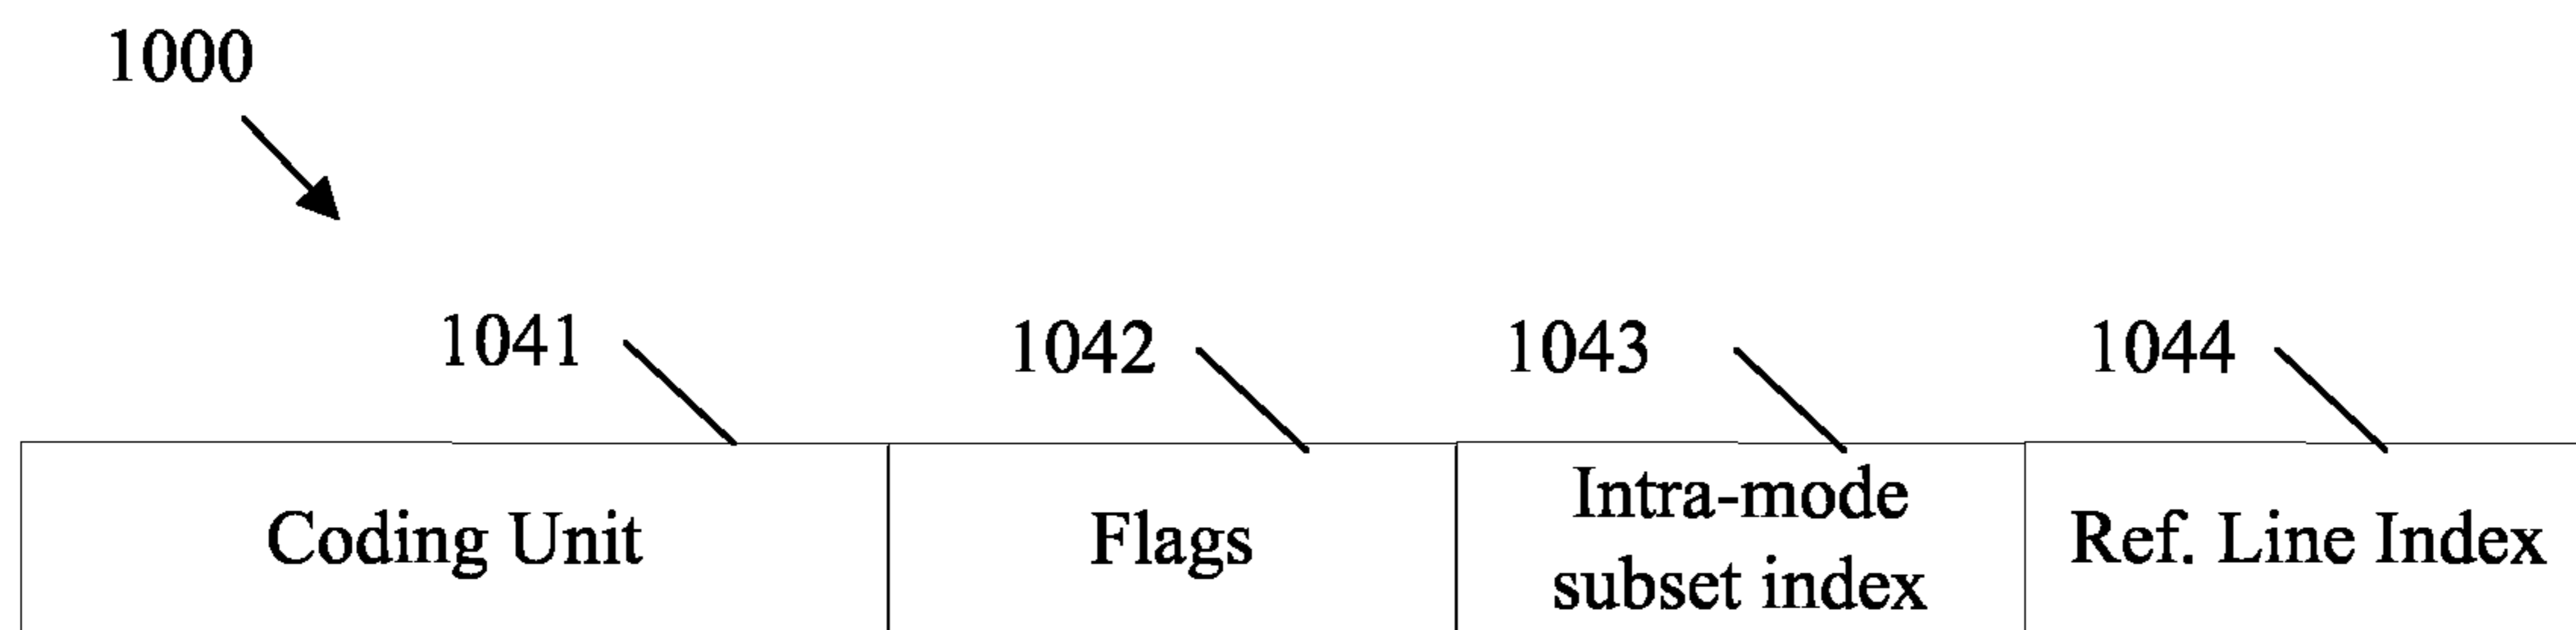 1000
1041
1042
1043
1044
Coding Unit
Flags
Intra-mode
subset index
Ref. Line Index